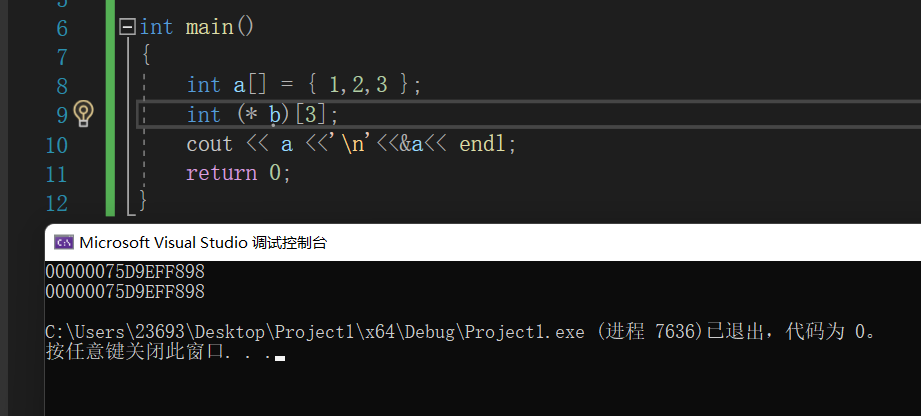 5
6 int main()
7 {
8 int a[] = { 1,2,3 };
9 int (* b)[3];
10 cout << a <<'\n'<<&a<< endl;
11 return 0;
12 }
Microsoft Visual Studio 调试控制台
00000075D9EFF898
00000075D9EFF898
C:\Users\23693\Desktop\Project1\x64\Debug\Project1.exe (进程 7636)已退出，代码为 0。
按任意键关闭此窗口. . .